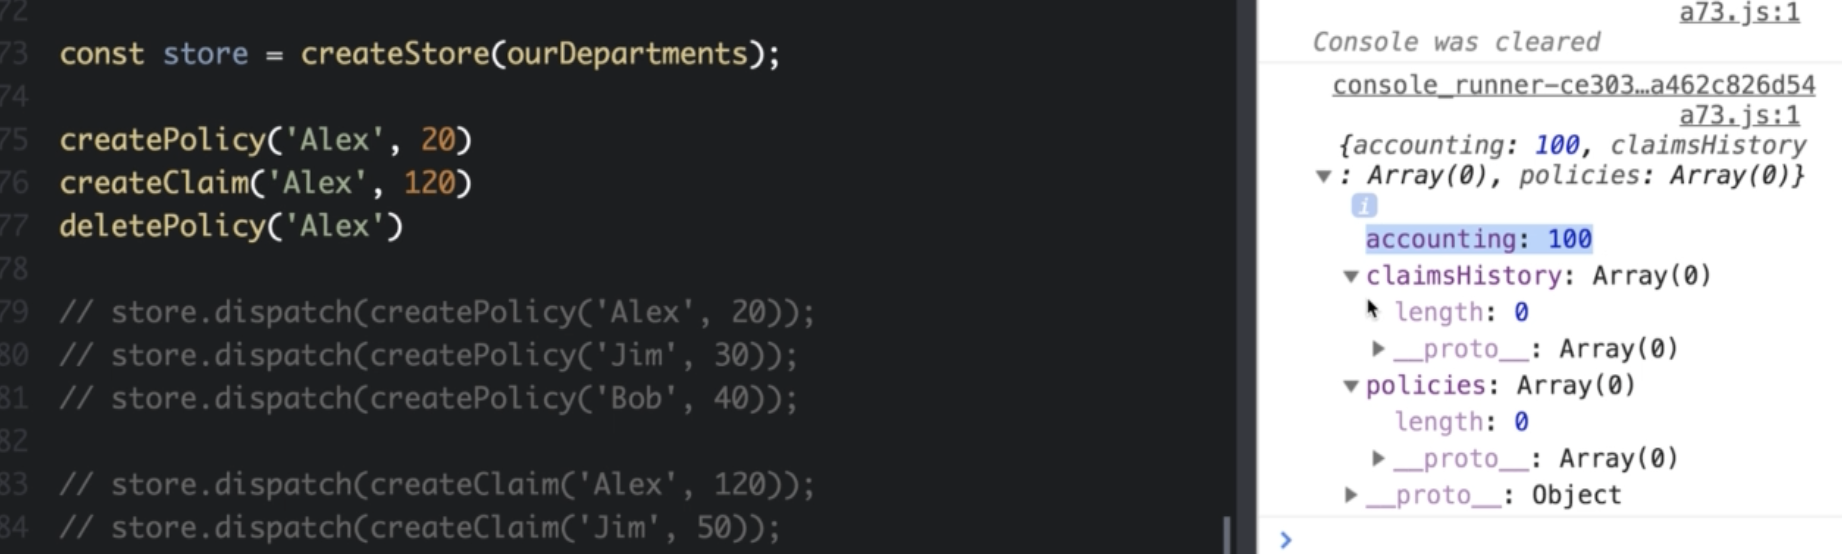 72
73 const store = createStore(ourDepartments);
74
75 createPolicy('Alex', 20)
76 createClaim('Alex', 120)
77 deletePolicy('Alex')
78
79 // store.dispatch(createPolicy('Alex', 20));
80 // store.dispatch(createPolicy('Jim', 30));
81 // store.dispatch(createPolicy('Bob', 40));
82
83 // store.dispatch(createClaim('Alex', 120));
84 // store.dispatch(createClaim('Jim', 50));
a73.js:1
Console was cleared
console_runner-ce303…a462c826d54
a73.js:1
{accounting: 100, claimsHistory
▼ : Array(0), policies: Array(0)}
i
accounting: 100
▼ claimsHistory: Array(0)
length: 0
▶ __proto__: Array(0)
▼ policies: Array(0)
length: 0
▶ __proto__: Array(0)
▶ __proto__: Object
>